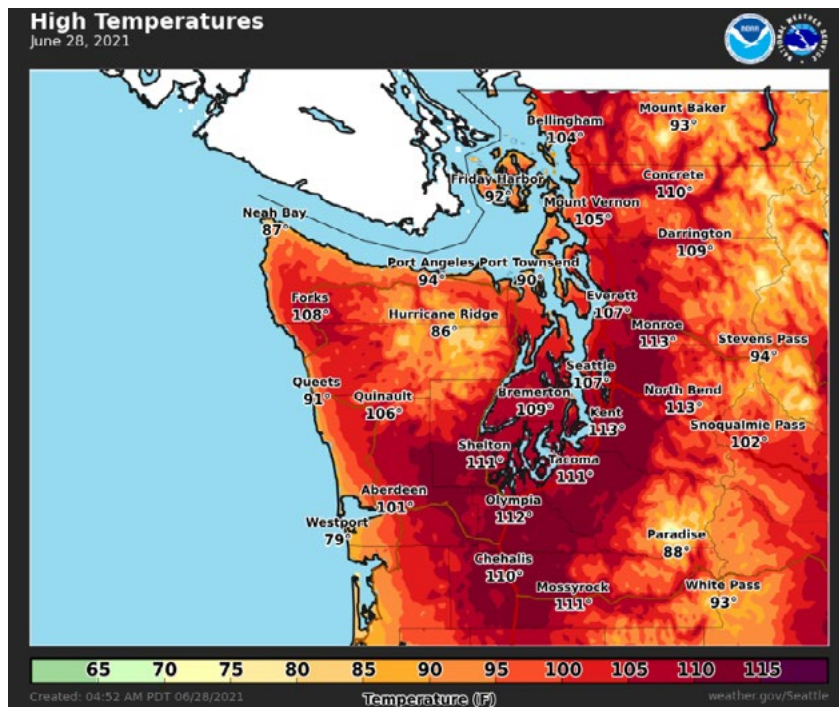 High Temperatures
June 28, 2021
NOAA
NATIONAL WEATHER SERVICE
Mount Baker
93°
Bellingham
104°
Concrete
110°
Friday Harbor
92°
Mount Vernon
105°
Neah Bay
87°
Darrington
109°
Port Angeles
94°
Port Townsend
90°
Forks
108°
Everett
107°
Hurricane Ridge
86°
Monroe
113°
Stevens Pass
94°
Seattle
107°
Queets
91°
Quinault
106°
Bremerton
109°
North Bend
113°
Kent
113°
Snoqualmie Pass
102°
Shelton
111°
Tacoma
111°
Aberdeen
101°
Olympia
112°
Westport
79°
Paradise
88°
Chehalis
110°
Mossyrock
111°
White Pass
93°
65 70 75 80 85 90 95 100 105 110 115
Created: 04:52 AM PDT 06/28/2021
Temperature (F)
weather.gov/Seattle